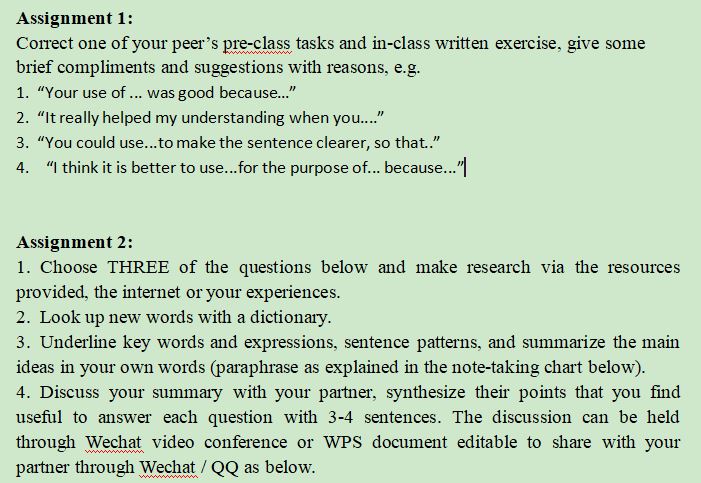 Assignment 1:
Correct one of your peer’s pre-class tasks and in-class written exercise, give some
brief compliments and suggestions with reasons, e.g.
1. “Your use of ... was good because...”
2. “It really helped my understanding when you....”
3. “You could use...to make the sentence clearer, so that..”
4. “I think it is better to use...for the purpose of... because...”
Assignment 2:
1. Choose THREE of the questions below and make research via the resources
provided, the internet or your experiences.
2. Look up new words with a dictionary.
3. Underline key words and expressions, sentence patterns, and summarize the main
ideas in your own words (paraphrase as explained in the note-taking chart below).
4. Discuss your summary with your partner, synthesize their points that you find
useful to answer each question with 3-4 sentences. The discussion can be held
through Wechat video conference or WPS document editable to share with your
partner through Wechat / QQ as below.